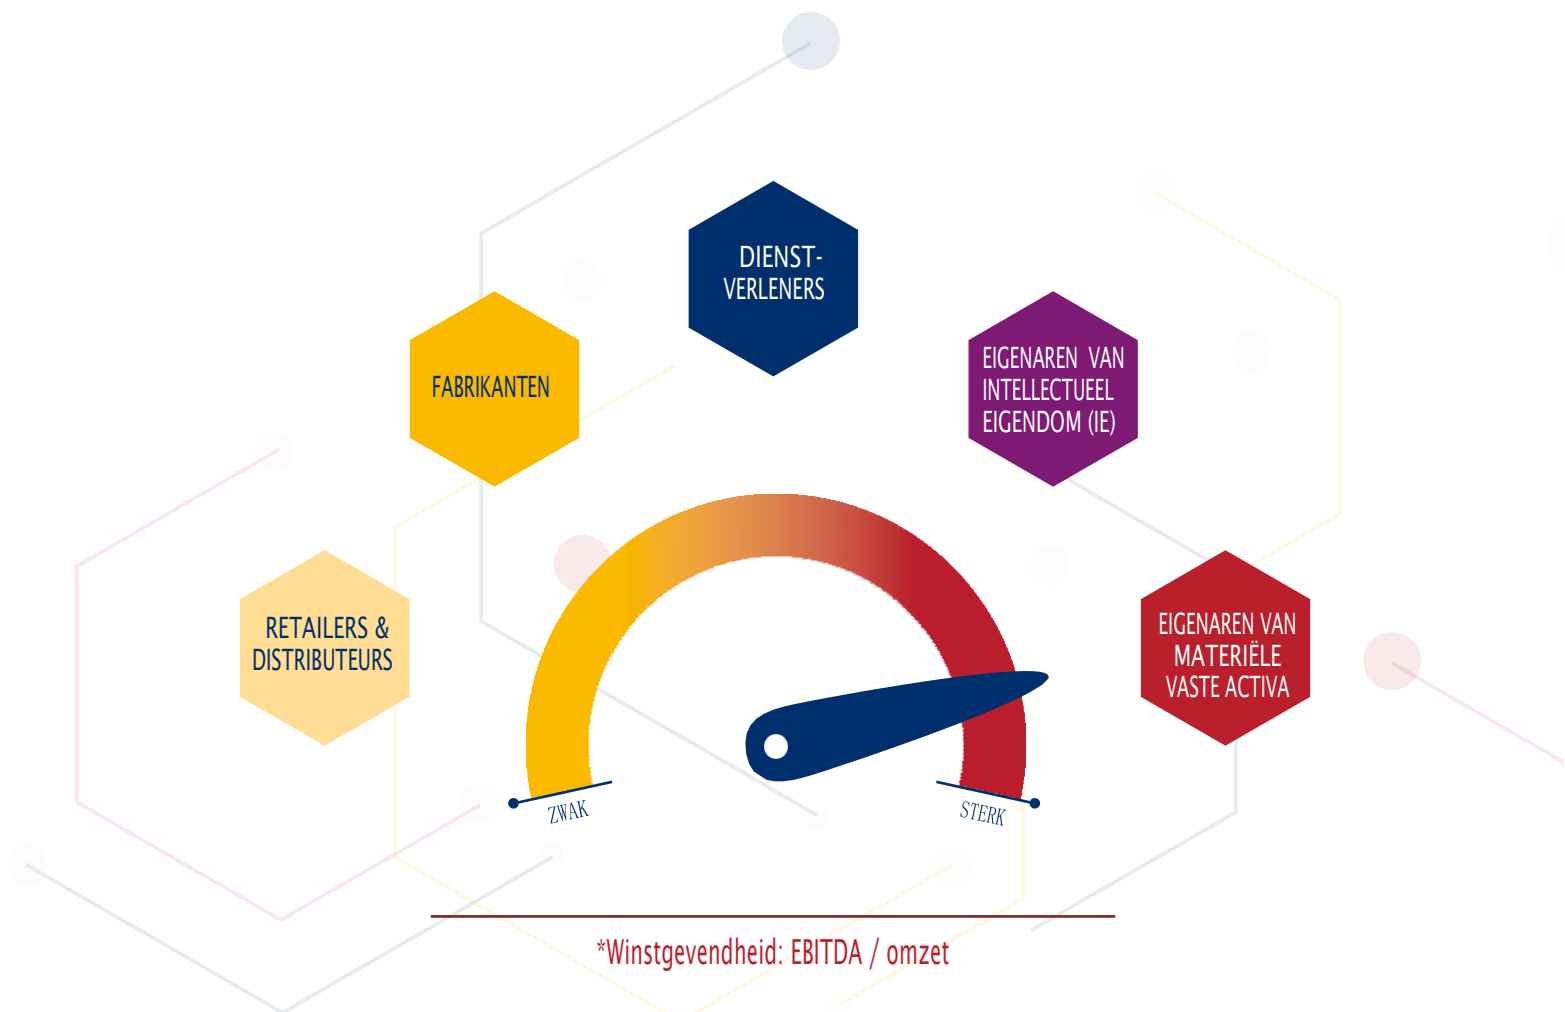 DIENST-
VERLENERS
FABRIKANTEN
EIGENAREN VAN
INTELLECTUEEL
EIGENDOM (IE)
RETAILERS &
DISTRIBUTEURS
EIGENAREN VAN
MATERIËLE
VASTE ACTIVA
ZWAK
STERK
*Winstgevendheid: EBITDA / omzet